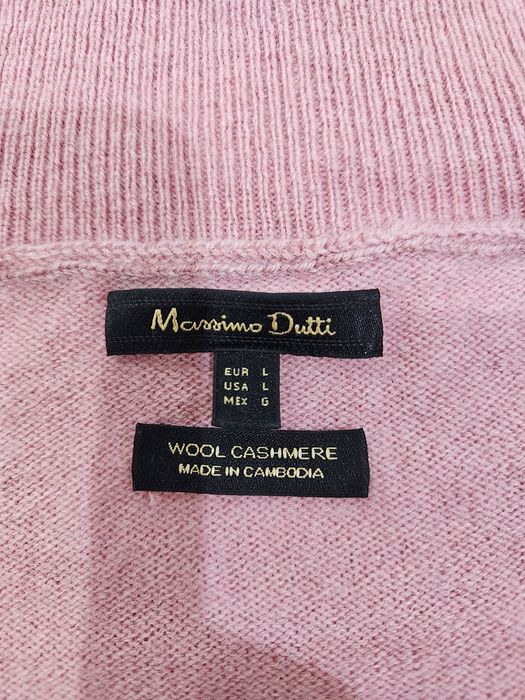 Massimo Dutti
EUR L
USA L
MEX G
WOOL CASHMERE
MADE IN CAMBODIA